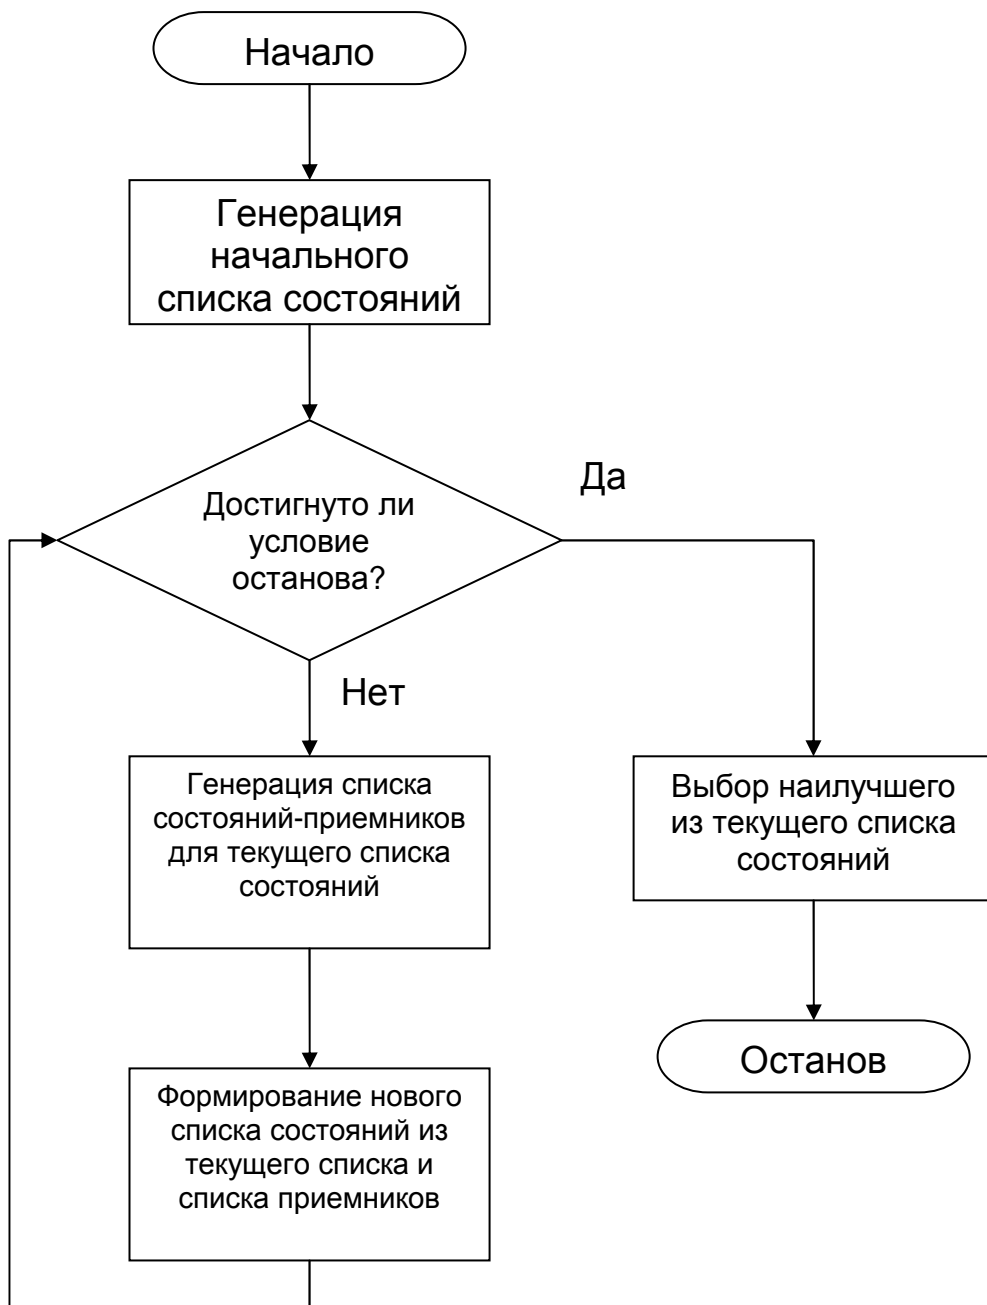 Начало
Генерация
начального
списка состояний
Да
Достигнуто ли
условие
останова?
Нет
Генерация списка
состояний-приемников
для текущего списка
состояний
Выбор наилучшего
из текущего списка
состояний
Останов
Формирование нового
списка состояний из
текущего списка и
списка приемников